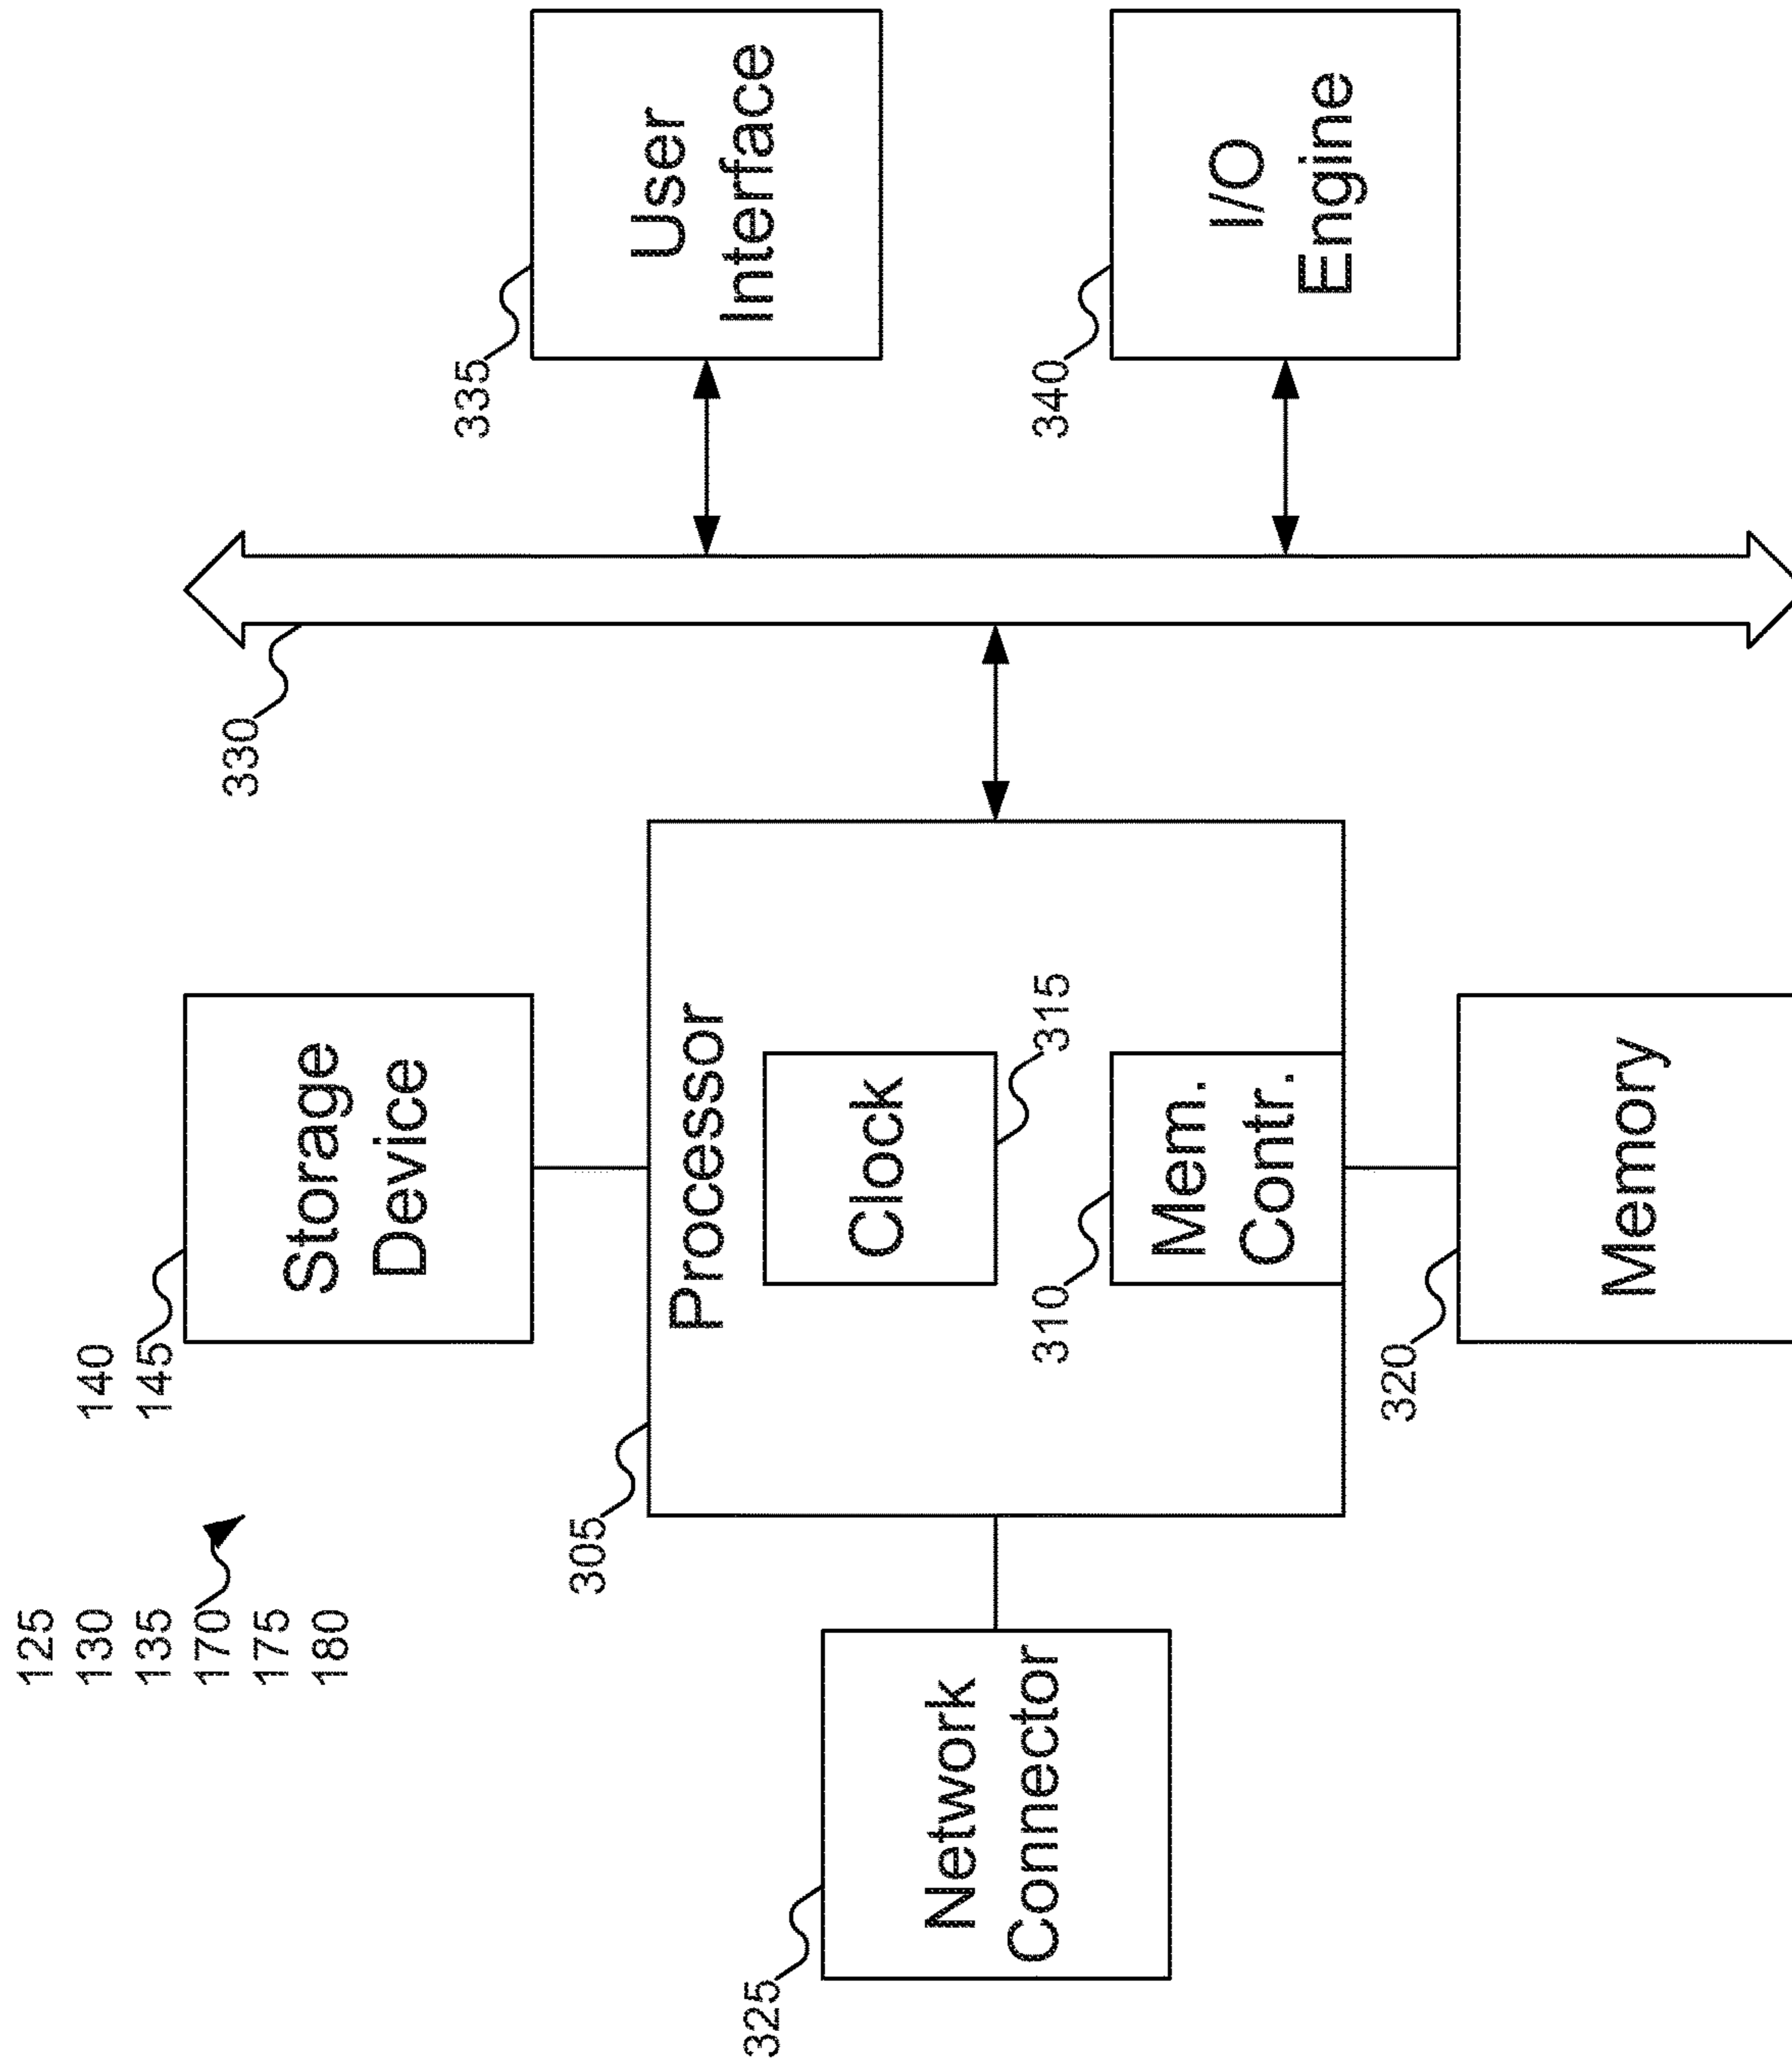 125
130
135
170
175
180
140
145
Storage
Device
305
Processor
Clock
315
310
Mem.
Contr.
325
Network
Connector
320
Memory
330
335
User
Interface
340
I/O
Engine